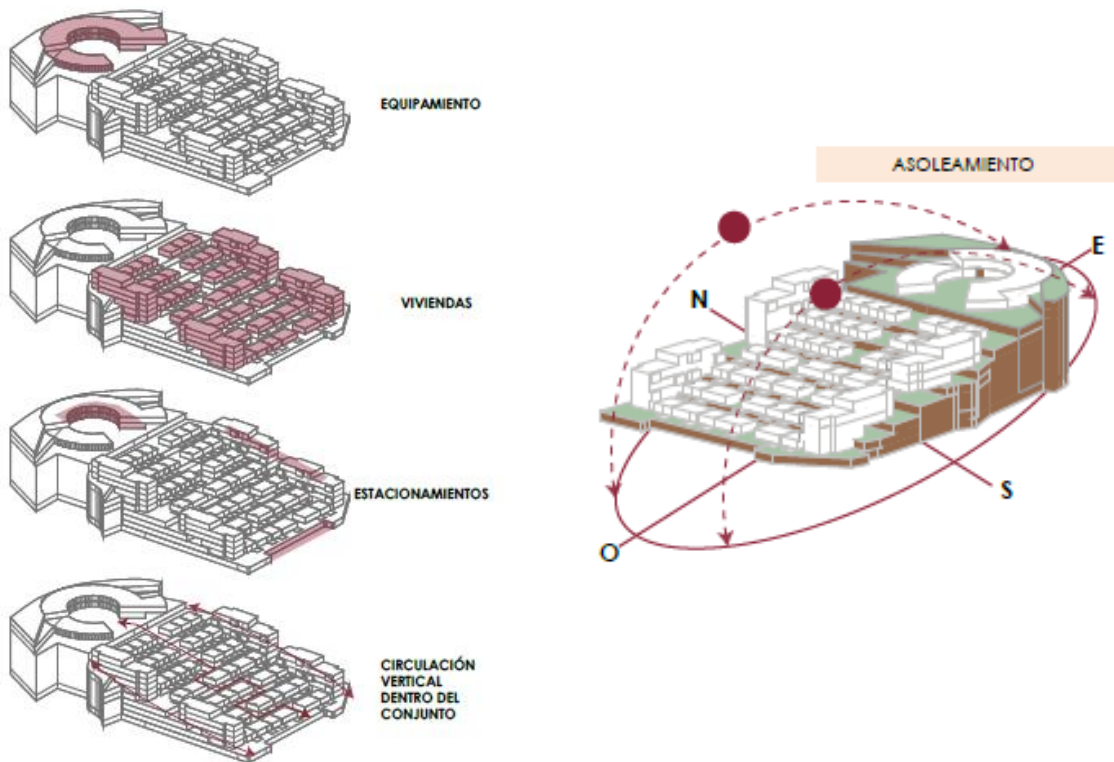 EQUIPAMIENTO
VIVIENDAS
ESTACIONAMIENTOS
CIRCULACIÓN
VERTICAL
DENTRO DEL
CONJUNTO
ASOLEAMIENTO
E
N
S
O